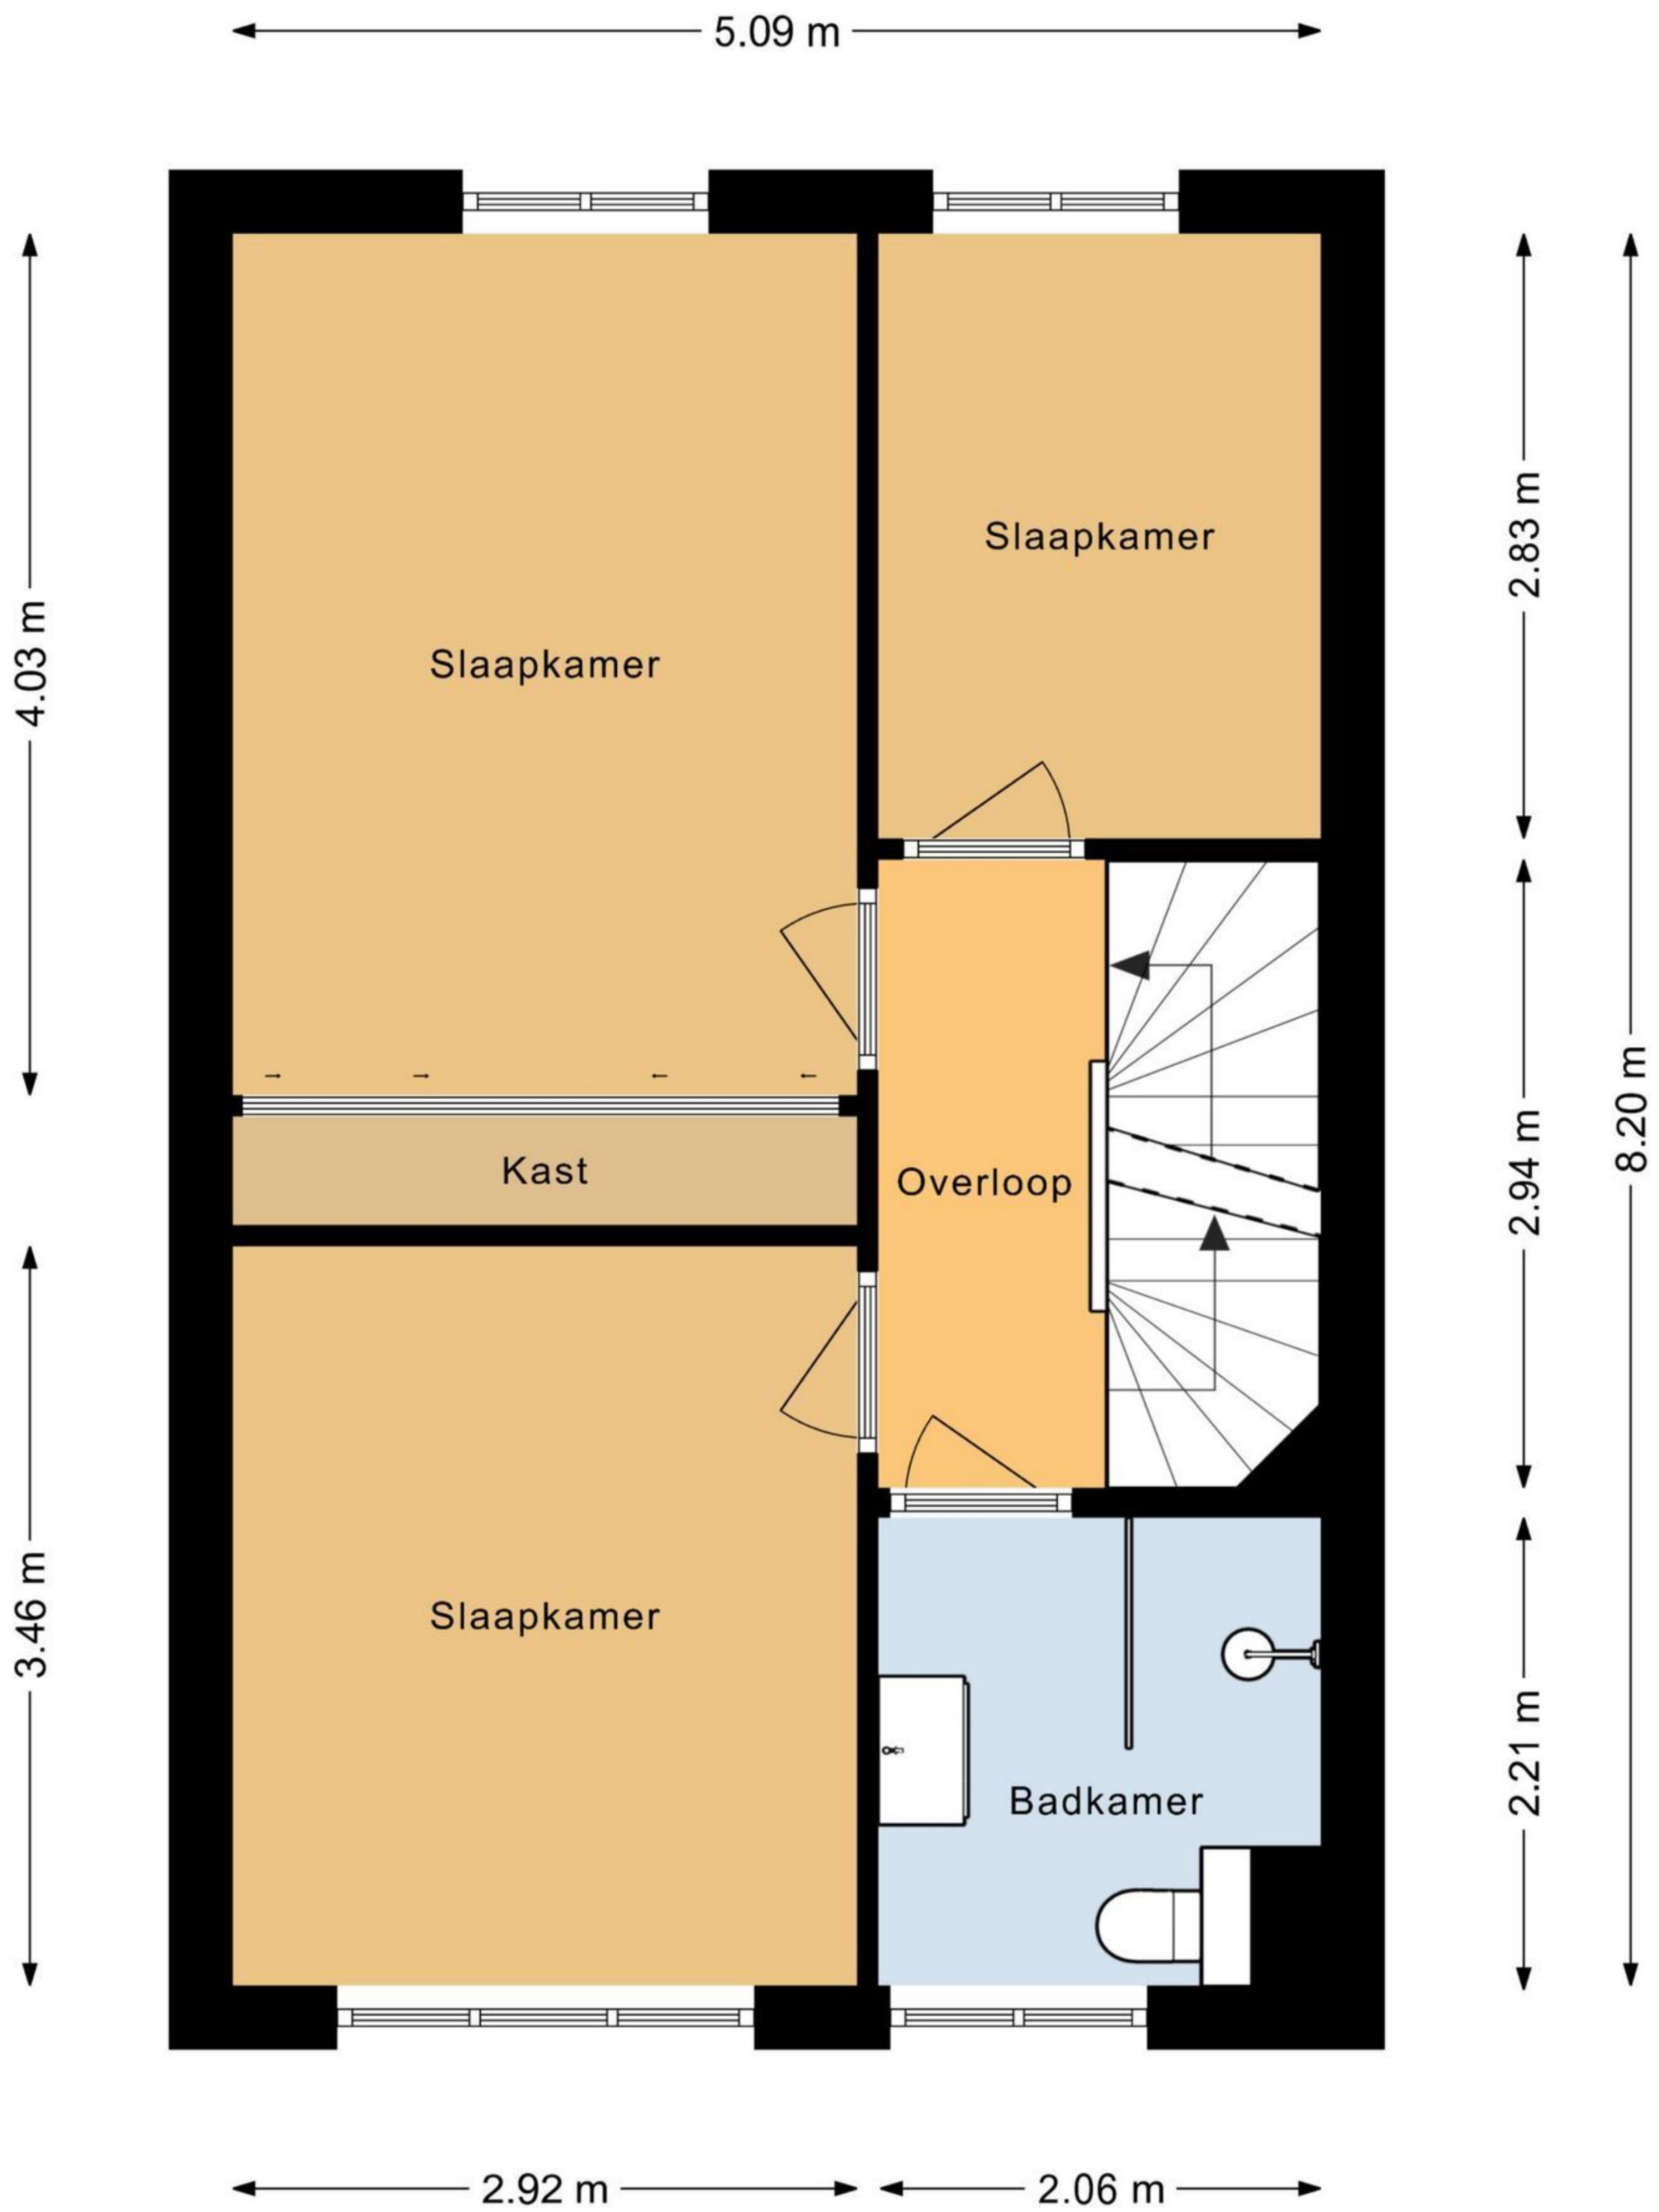 5.09 m
Slaapkamer
2.83 m
4.03 m
Slaapkamer
Kast
Overloop
2.94 m
8.20 m
3.46 m
Slaapkamer
2.21 m
Badkamer
2.92 m
2.06 m